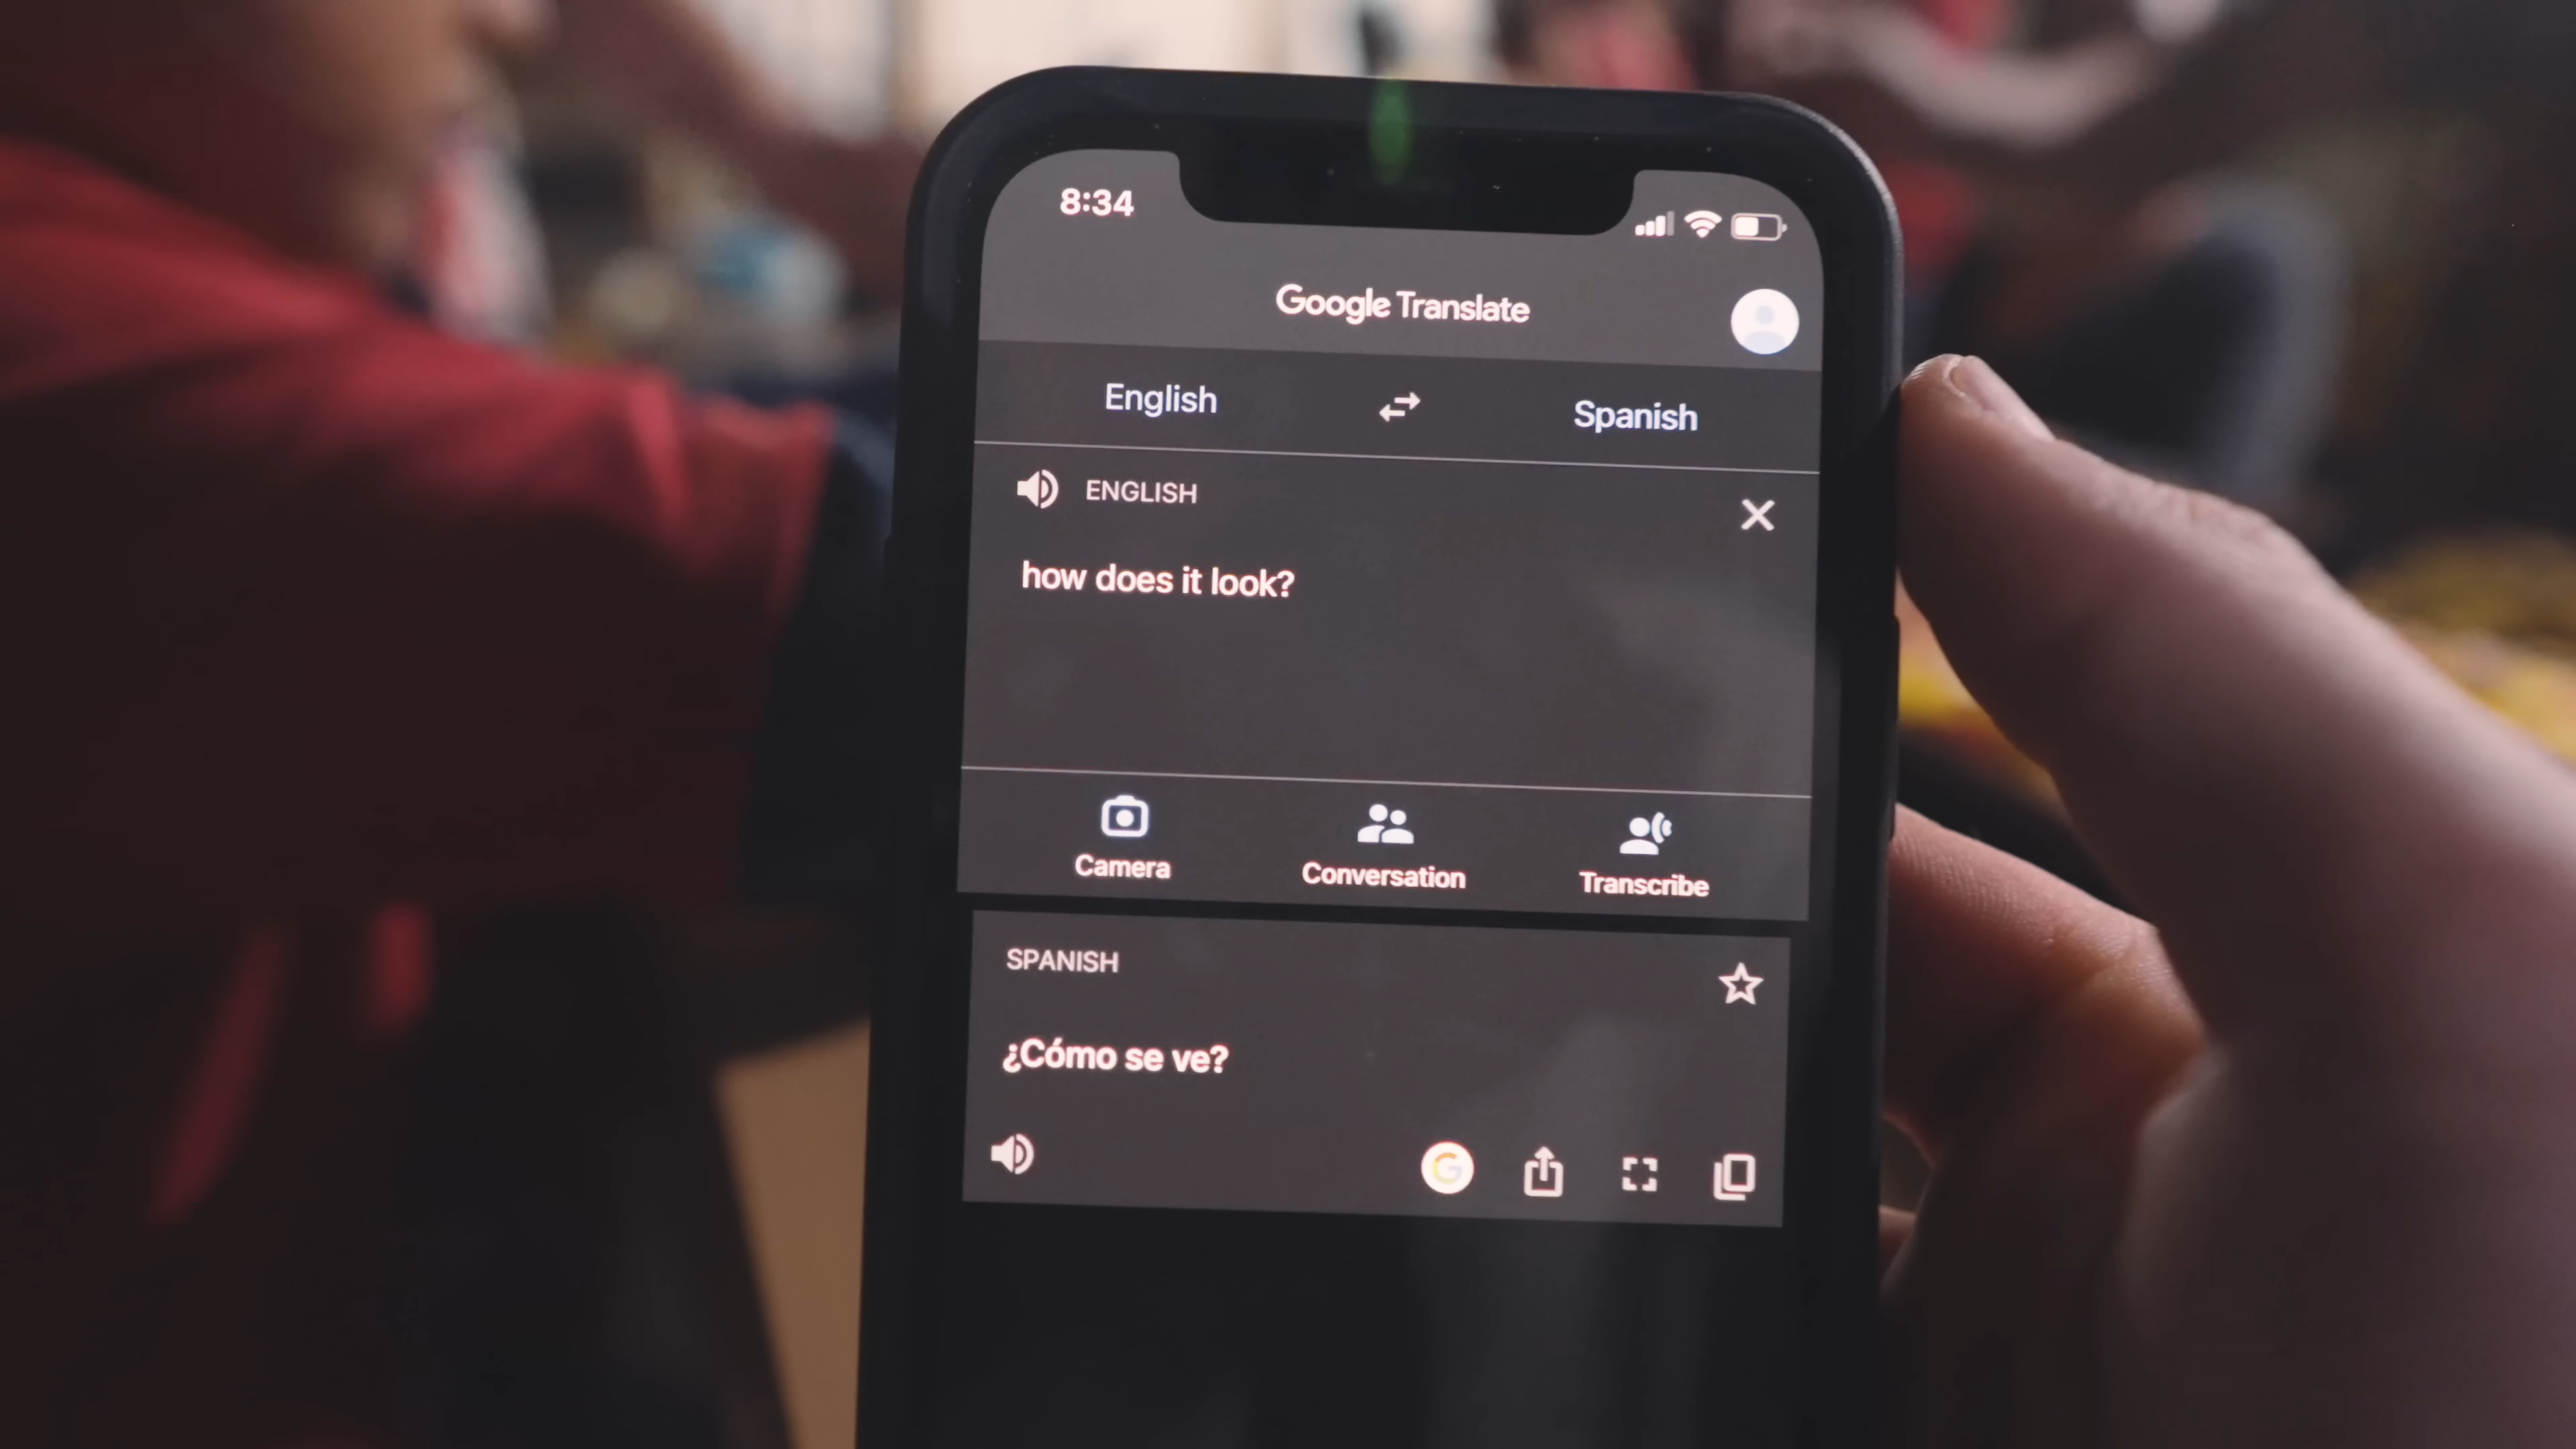 8:34
Google Translate
English
Spanish
ENGLISH
how does it look?
Camera
Conversation
Transcribe
SPANISH
¿Cómo se ve?
G